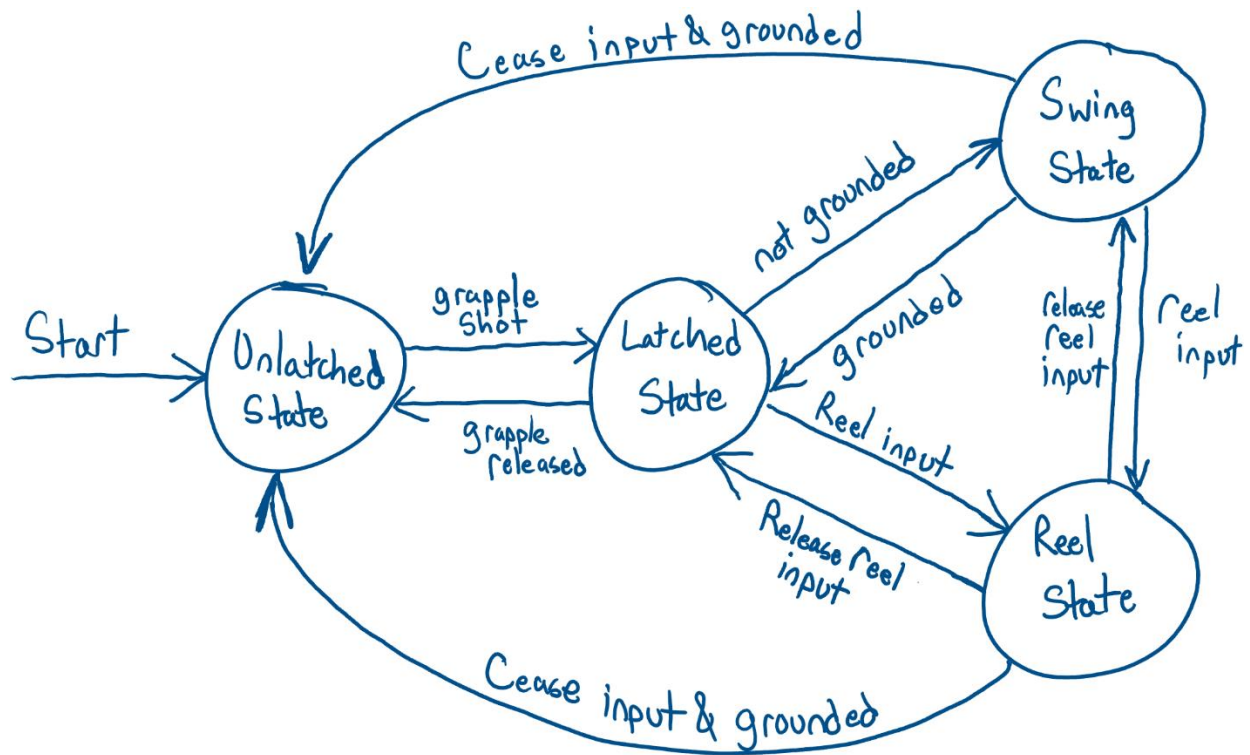 Cease input & grounded
Swing
State
not grounded
grounded
grapple
shot
Start
Unlatched
State
Latched
State
grapple
released
release
reel
input
reel
input
Reel input
Release reel
input
Reel
State
Cease input & grounded